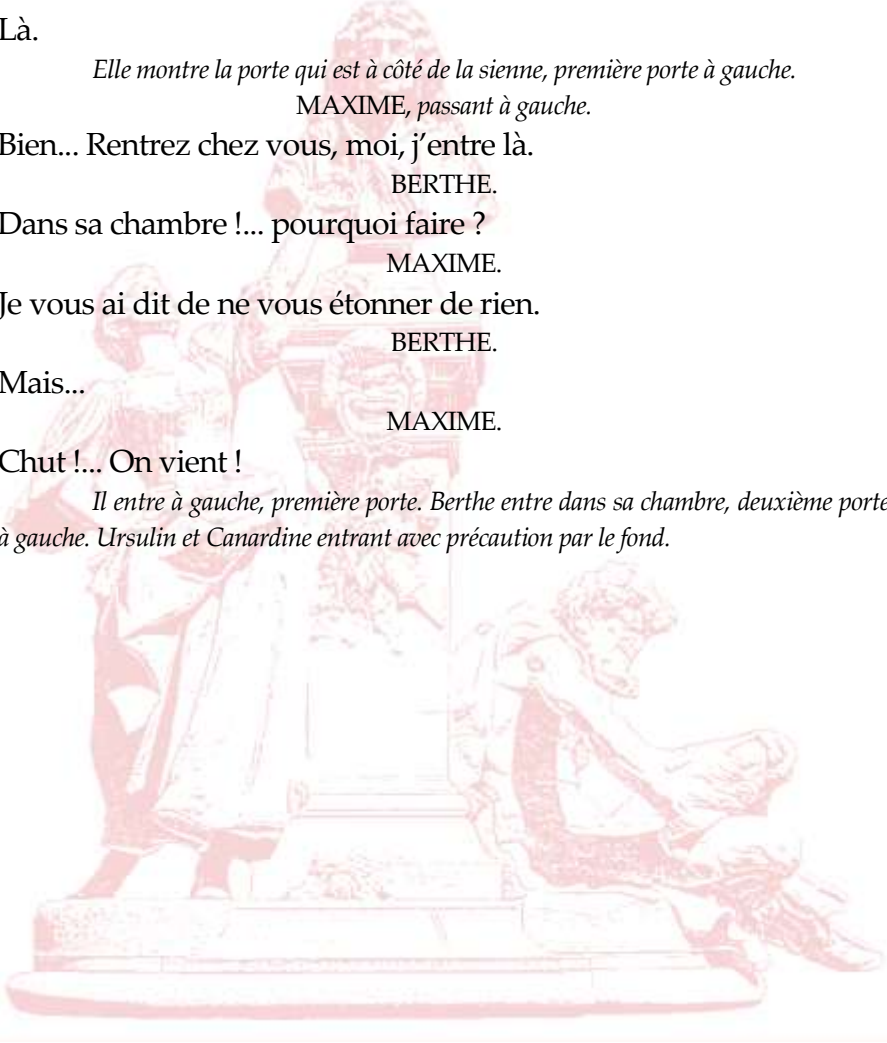 Là.
Elle montre la porte qui est à côté de la sienne, première porte à gauche.
MAXIME, passant à gauche.
Bien... Rentrez chez vous, moi, j’entre là.
BERTHE.
Dans sa chambre !... pourquoi faire ?
MAXIME.
Je vous ai dit de ne vous étonner de rien.
BERTHE.
Mais...
MAXIME.
Chut !... On vient !
Il entre à gauche, première porte. Berthe entre dans sa chambre, deuxième porte
à gauche. Ursulin et Canardine entrant avec précaution par le fond.